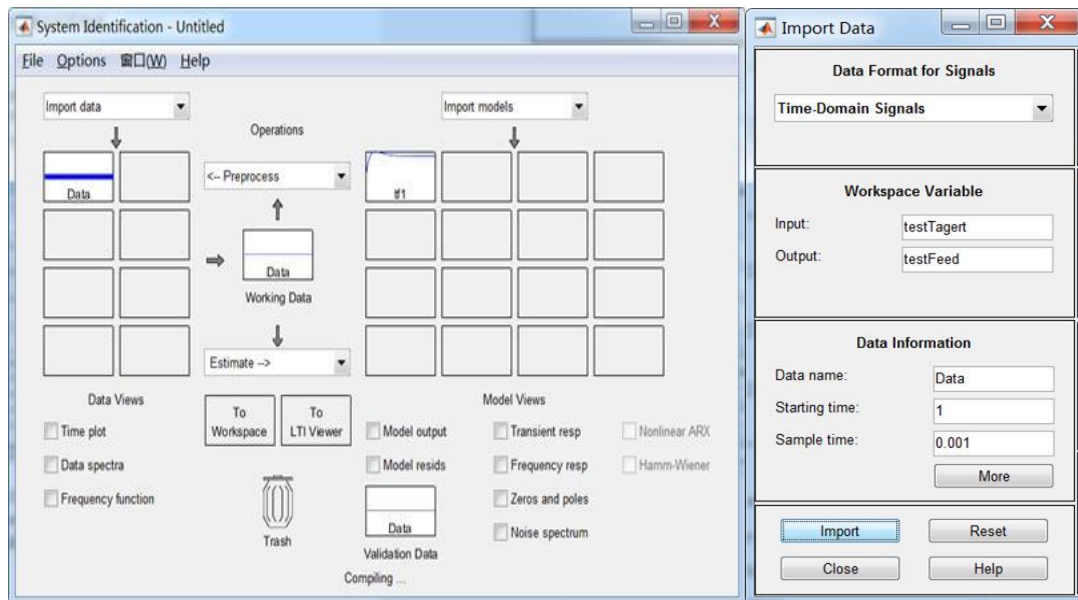 System Identification - Untitled
File Options 窗口(W) Help
Import data
Import models
Operations
Data
<-- Preprocess
tf1
Data
Working Data
Estimate -->
Data Views
To Workspace
To LTI Viewer
Model Views
Time plot
Data spectra
Frequency function
Trash
Model output
Model resids
Data
Validation Data
Transient resp
Frequency resp
Zeros and poles
Noise spectrum
Nonlinear ARX
Hamm-Wiener
Compiling ...
Import Data
Data Format for Signals
Time-Domain Signals
Workspace Variable
Input: testTagert
Output: testFeed
Data Information
Data name: Data
Starting time: 1
Sample time: 0.001
More
Import Reset
Close Help